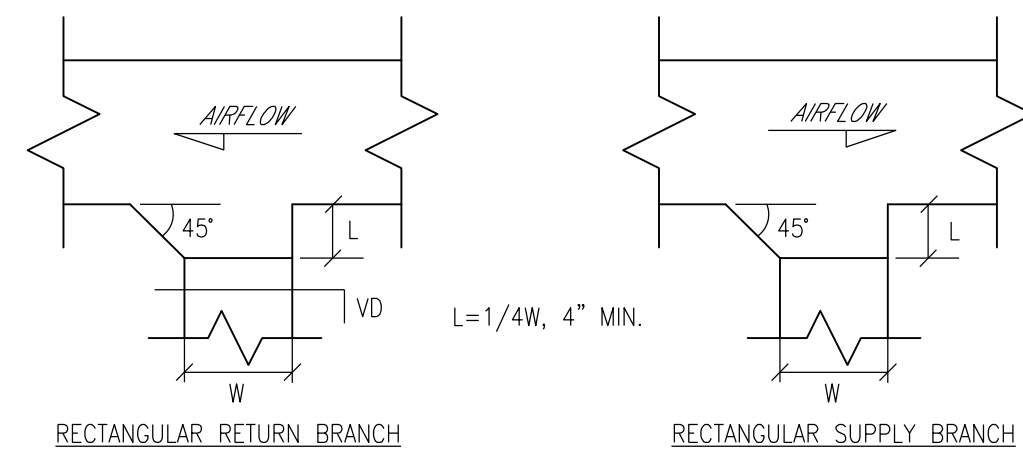 AIRFLOW
45°
L
VD
W
RECTANGULAR RETURN BRANCH
L=1/4W, 4" MIN.
AIRFLOW
45°
L
W
RECTANGULAR SUPPLY BRANCH